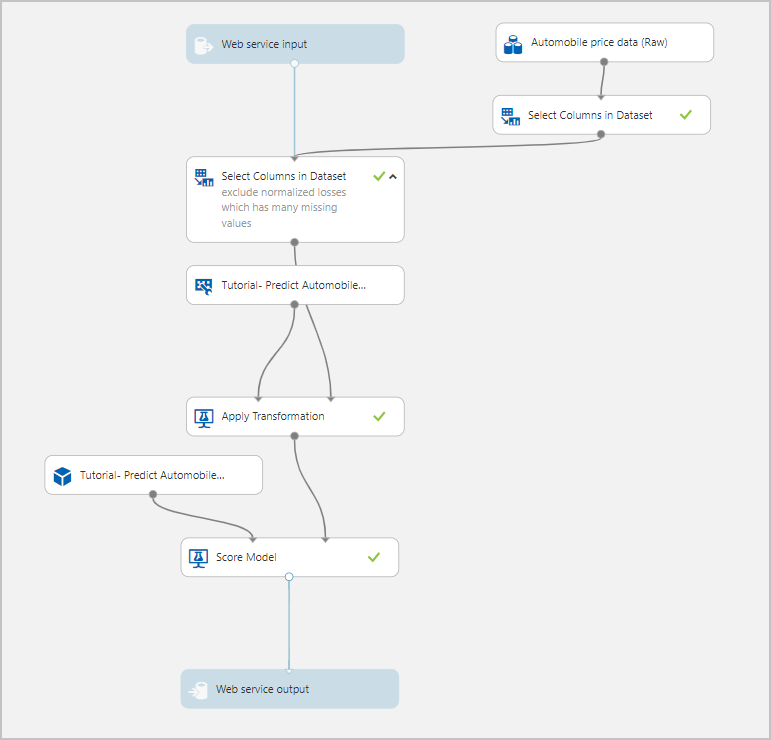 Web service input
Automobile price data (Raw)
Select Columns in Dataset
Select Columns in Dataset
exclude normalized losses
which has many missing
values
Tutorial- Predict Automobile...
Apply Transformation
Tutorial- Predict Automobile...
Score Model
Web service output